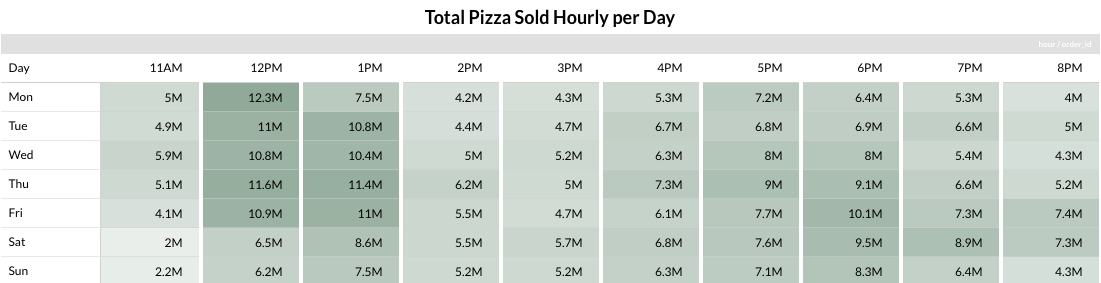 Total Pizza Sold Hourly per Day
hour / order_id
Day 11AM 12PM 1PM 2PM 3PM 4PM 5PM 6PM 7PM 8PM
Mon 5M 12.3M 7.5M 4.2M 4.3M 5.3M 7.2M 6.4M 5.3M 4M
Tue 4.9M 11M 10.8M 4.4M 4.7M 6.7M 6.8M 6.9M 6.6M 5M
Wed 5.9M 10.8M 10.4M 5M 5.2M 6.3M 8M 8M 5.4M 4.3M
Thu 5.1M 11.6M 11.4M 6.2M 5M 7.3M 9M 9.1M 6.6M 5.2M
Fri 4.1M 10.9M 11M 5.5M 4.7M 6.1M 7.7M 10.1M 7.3M 7.4M
Sat 2M 6.5M 8.6M 5.5M 5.7M 6.8M 7.6M 9.5M 8.9M 7.3M
Sun 2.2M 6.2M 7.5M 5.2M 5.2M 6.3M 7.1M 8.3M 6.4M 4.3M